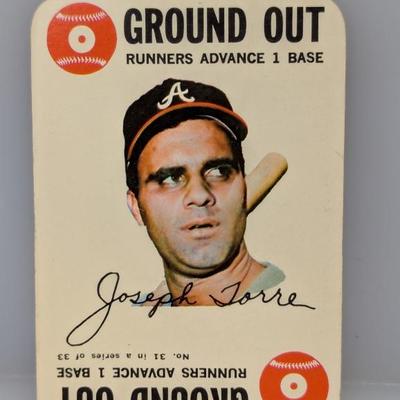 GROUND OUT
RUNNERS ADVANCE 1 BASE
A
Joseph Torre
No. 31 in a series of 33
RUNNERS ADVANCE 1 BASE
GROUND OUT